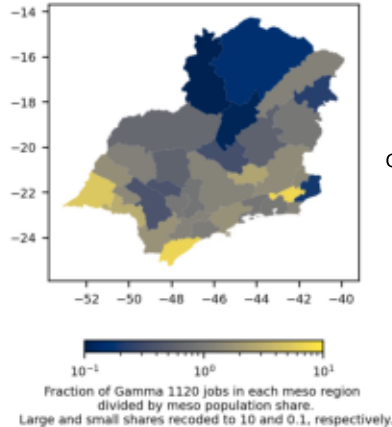 −14
−16
−18
−20
−22
−24
−52 −50 −48 −46 −44 −42 −40
10⁻¹ 10⁰ 10¹
Fraction of Gamma 1120 jobs in each meso region
divided by meso population share.
Large and small shares recoded to 10 and 0.1, respectively.